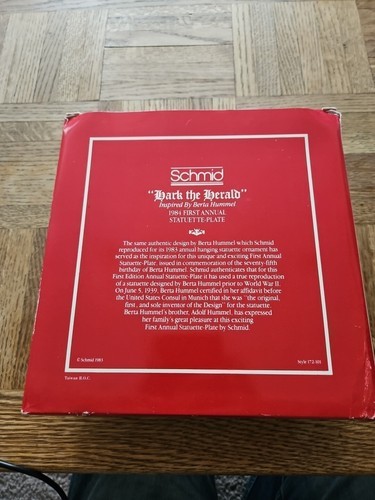 Schmid
"Hark the Herald"
Inspired By Berta Hummel
1984 FIRST ANNUAL
STATUETTE-PLATE
The same authentic design by Berta Hummel which Schmid
reproduced for its 1983 annual hanging statuette ornament has
served as the inspiration for this unique and exciting First Annual
Statuette-Plate, issued in commemoration of the seventy-fifth
birthday of Berta Hummel. Schmid authenticates that for this
First Edition Annual Statuette-Plate it has used a true reproduction
of a statuette designed by Berta Hummel prior to World War II.
On June 5, 1939, Berta Hummel certified in her affidavit before
the United States Consul in Munich that she was "the original,
first, and sole inventor of the Design" for the statuette.
Berta Hummel's brother, Adolf Hummel, has expressed
her family's great pleasure at this exciting
First Annual Statuette-Plate by Schmid.
© Schmid 1983
Style 172-101
Taiwan R.O.C.